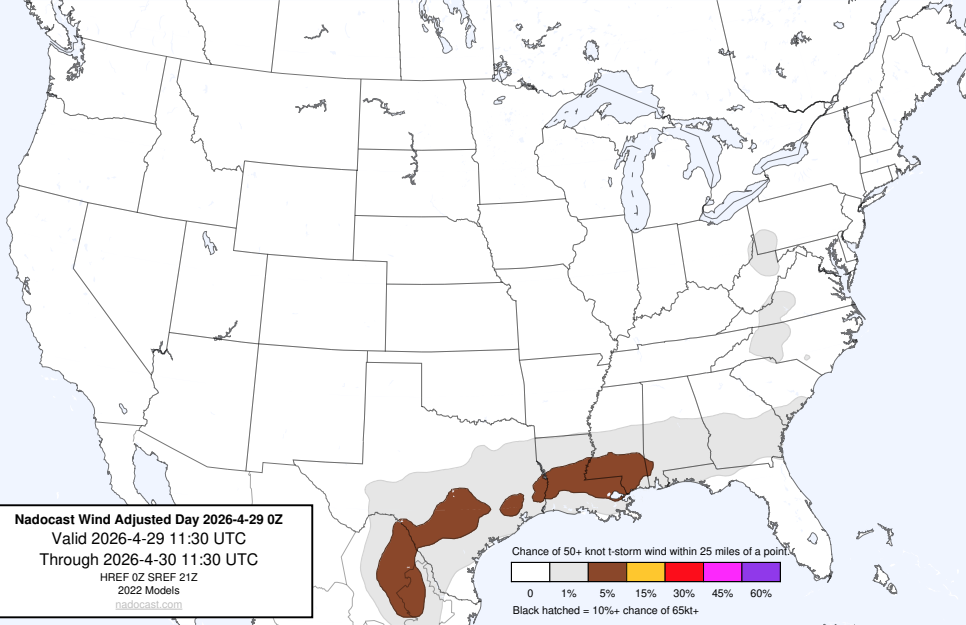 Nadocast Wind Adjusted Day 2026-4-29 0Z
Valid 2026-4-29 11:30 UTC
Through 2026-4-30 11:30 UTC
HREF 0Z SREF 21Z
2022 Models
nadocast.com
Chance of 50+ knot t-storm wind within 25 miles of a point.
0 1% 5% 15% 30% 45% 60%
Black hatched = 10%+ chance of 65kt+